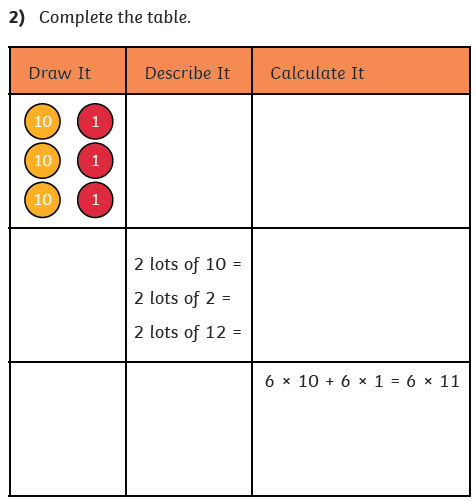 2) Complete the table.
Draw It Describe It Calculate It
10 1
10 1
10 1
2 lots of 10 =
2 lots of 2 =
2 lots of 12 =
6 × 10 + 6 × 1 = 6 × 11